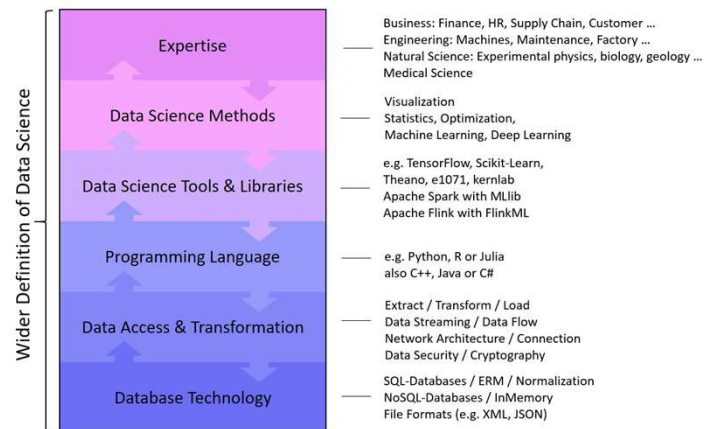 Wider Definition of Data Science
Expertise
Business: Finance, HR, Supply Chain, Customer ...
Engineering: Machines, Maintenance, Factory ...
Natural Science: Experimental physics, biology, geology ...
Medical Science
Data Science Methods
Visualization
Statistics, Optimization,
Machine Learning, Deep Learning
Data Science Tools & Libraries
e.g. TensorFlow, Scikit-Learn,
Theano, e1071, kernlab
Apache Spark with MLlib
Apache Flink with FlinkML
Programming Language
e.g. Python, R or Julia
also C++, Java or C#
Data Access & Transformation
Extract / Transform / Load
Data Streaming / Data Flow
Network Architecture / Connection
Data Security / Cryptography
Database Technology
SQL-Databases / ERM / Normalization
NoSQL-Databases / InMemory
File Formats (e.g. XML, JSON)